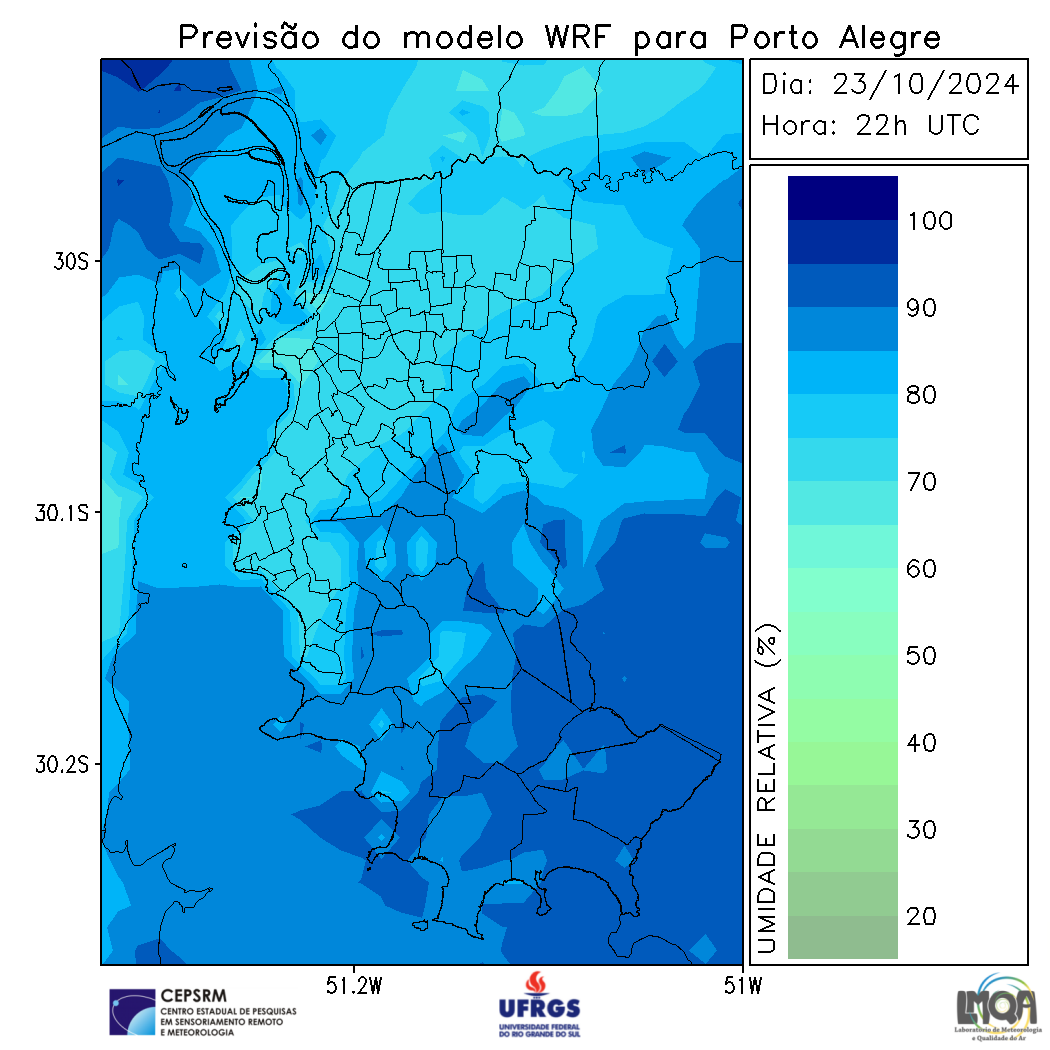 Previsão do modelo WRF para Porto Alegre
Dia: 23/10/2024
Hora: 22h UTC
30S
30.1S
30.2S
51.2W
51W
100
90
80
70
60
50
40
30
20
UMIDADE RELATIVA (%)
CEPSRM
CENTRO ESTADUAL DE PESQUISAS
EM SENSORIAMENTO REMOTO
E METEOROLOGIA
UFRGS
UNIVERSIDADE FEDERAL
DO RIO GRANDE DO SUL
LMQA
Laboratório de Meteorologia
e Qualidade do Ar